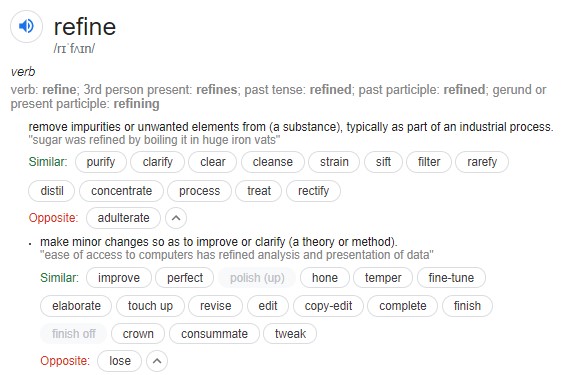 refine
/rɪˈfʌɪn/
verb
verb: refine; 3rd person present: refines; past tense: refined; past participle: refined; gerund or
present participle: refining
remove impurities or unwanted elements from (a substance), typically as part of an industrial process.
"sugar was refined by boiling it in huge iron vats"
Similar: purify clarify clear cleanse strain sift filter rarefy
distil concentrate process treat rectify
Opposite: adulterate
• make minor changes so as to improve or clarify (a theory or method).
"ease of access to computers has refined analysis and presentation of data"
Similar: improve perfect polish (up) hone temper fine-tune
elaborate touch up revise edit copy-edit complete finish
finish off crown consummate tweak
Opposite: lose